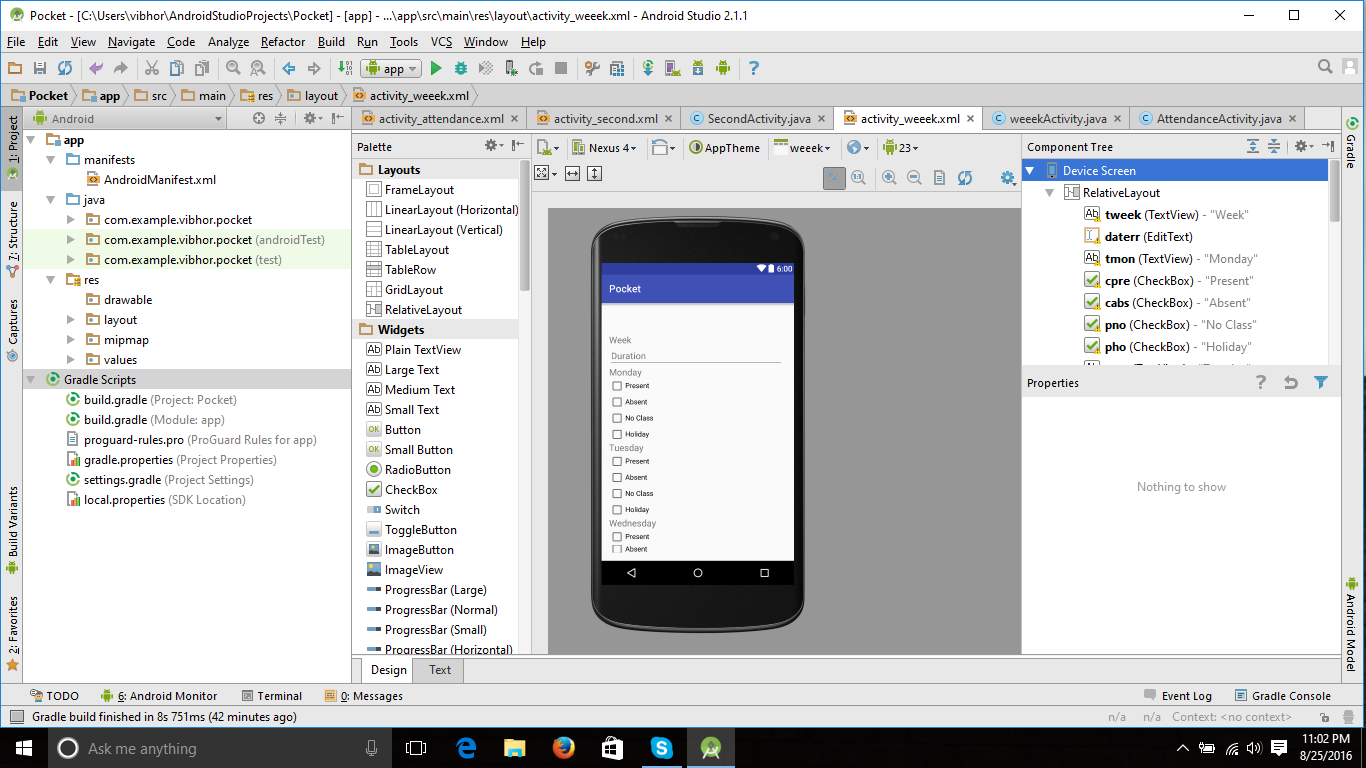 Pocket - [C:\Users\vibhor\AndroidStudioProjects\Pocket] - [app] - ...\app\src\main\res\layout\activity_weeek.xml - Android Studio 2.1.1
File Edit View Navigate Code Analyze Refactor Build Run Tools VCS Window Help
app
Pocket app src main res layout activity_weeek.xml
1: Project
7: Structure
Captures
Build Variants
2: Favorites
Android
app
manifests
AndroidManifest.xml
java
com.example.vibhor.pocket
com.example.vibhor.pocket (androidTest)
com.example.vibhor.pocket (test)
res
drawable
layout
mipmap
values
Gradle Scripts
build.gradle (Project: Pocket)
build.gradle (Module: app)
proguard-rules.pro (ProGuard Rules for app)
gradle.properties (Project Properties)
settings.gradle (Project Settings)
local.properties (SDK Location)
activity_attendance.xml activity_second.xml SecondActivity.java activity_weeek.xml weeekActivity.java AttendanceActivity.java
Palette
Layouts
FrameLayout
LinearLayout (Horizontal)
LinearLayout (Vertical)
TableLayout
TableRow
GridLayout
RelativeLayout
Widgets
Plain TextView
Large Text
Medium Text
Small Text
Button
Small Button
RadioButton
CheckBox
Switch
ToggleButton
ImageButton
ImageView
ProgressBar (Large)
ProgressBar (Normal)
ProgressBar (Small)
ProgressBar (Horizontal)
Nexus 4 AppTheme weeek 23
1:1
6:00
Pocket
Week
Duration
Monday
Present
Absent
No Class
Holiday
Tuesday
Present
Absent
No Class
Holiday
Wednesday
Present
Absent
Component Tree
Device Screen
RelativeLayout
tweek (TextView) - "Week"
daterr (EditText)
tmon (TextView) - "Monday"
cpre (CheckBox) - "Present"
cabs (CheckBox) - "Absent"
pno (CheckBox) - "No Class"
pho (CheckBox) - "Holiday"
Properties
Nothing to show
Gradle
Android Model
Design Text
TODO 6: Android Monitor Terminal 0: Messages Event Log Gradle Console
Gradle build finished in 8s 751ms (42 minutes ago) n/a n/a Context: <no context>
Ask me anything
11:02 PM
8/25/2016